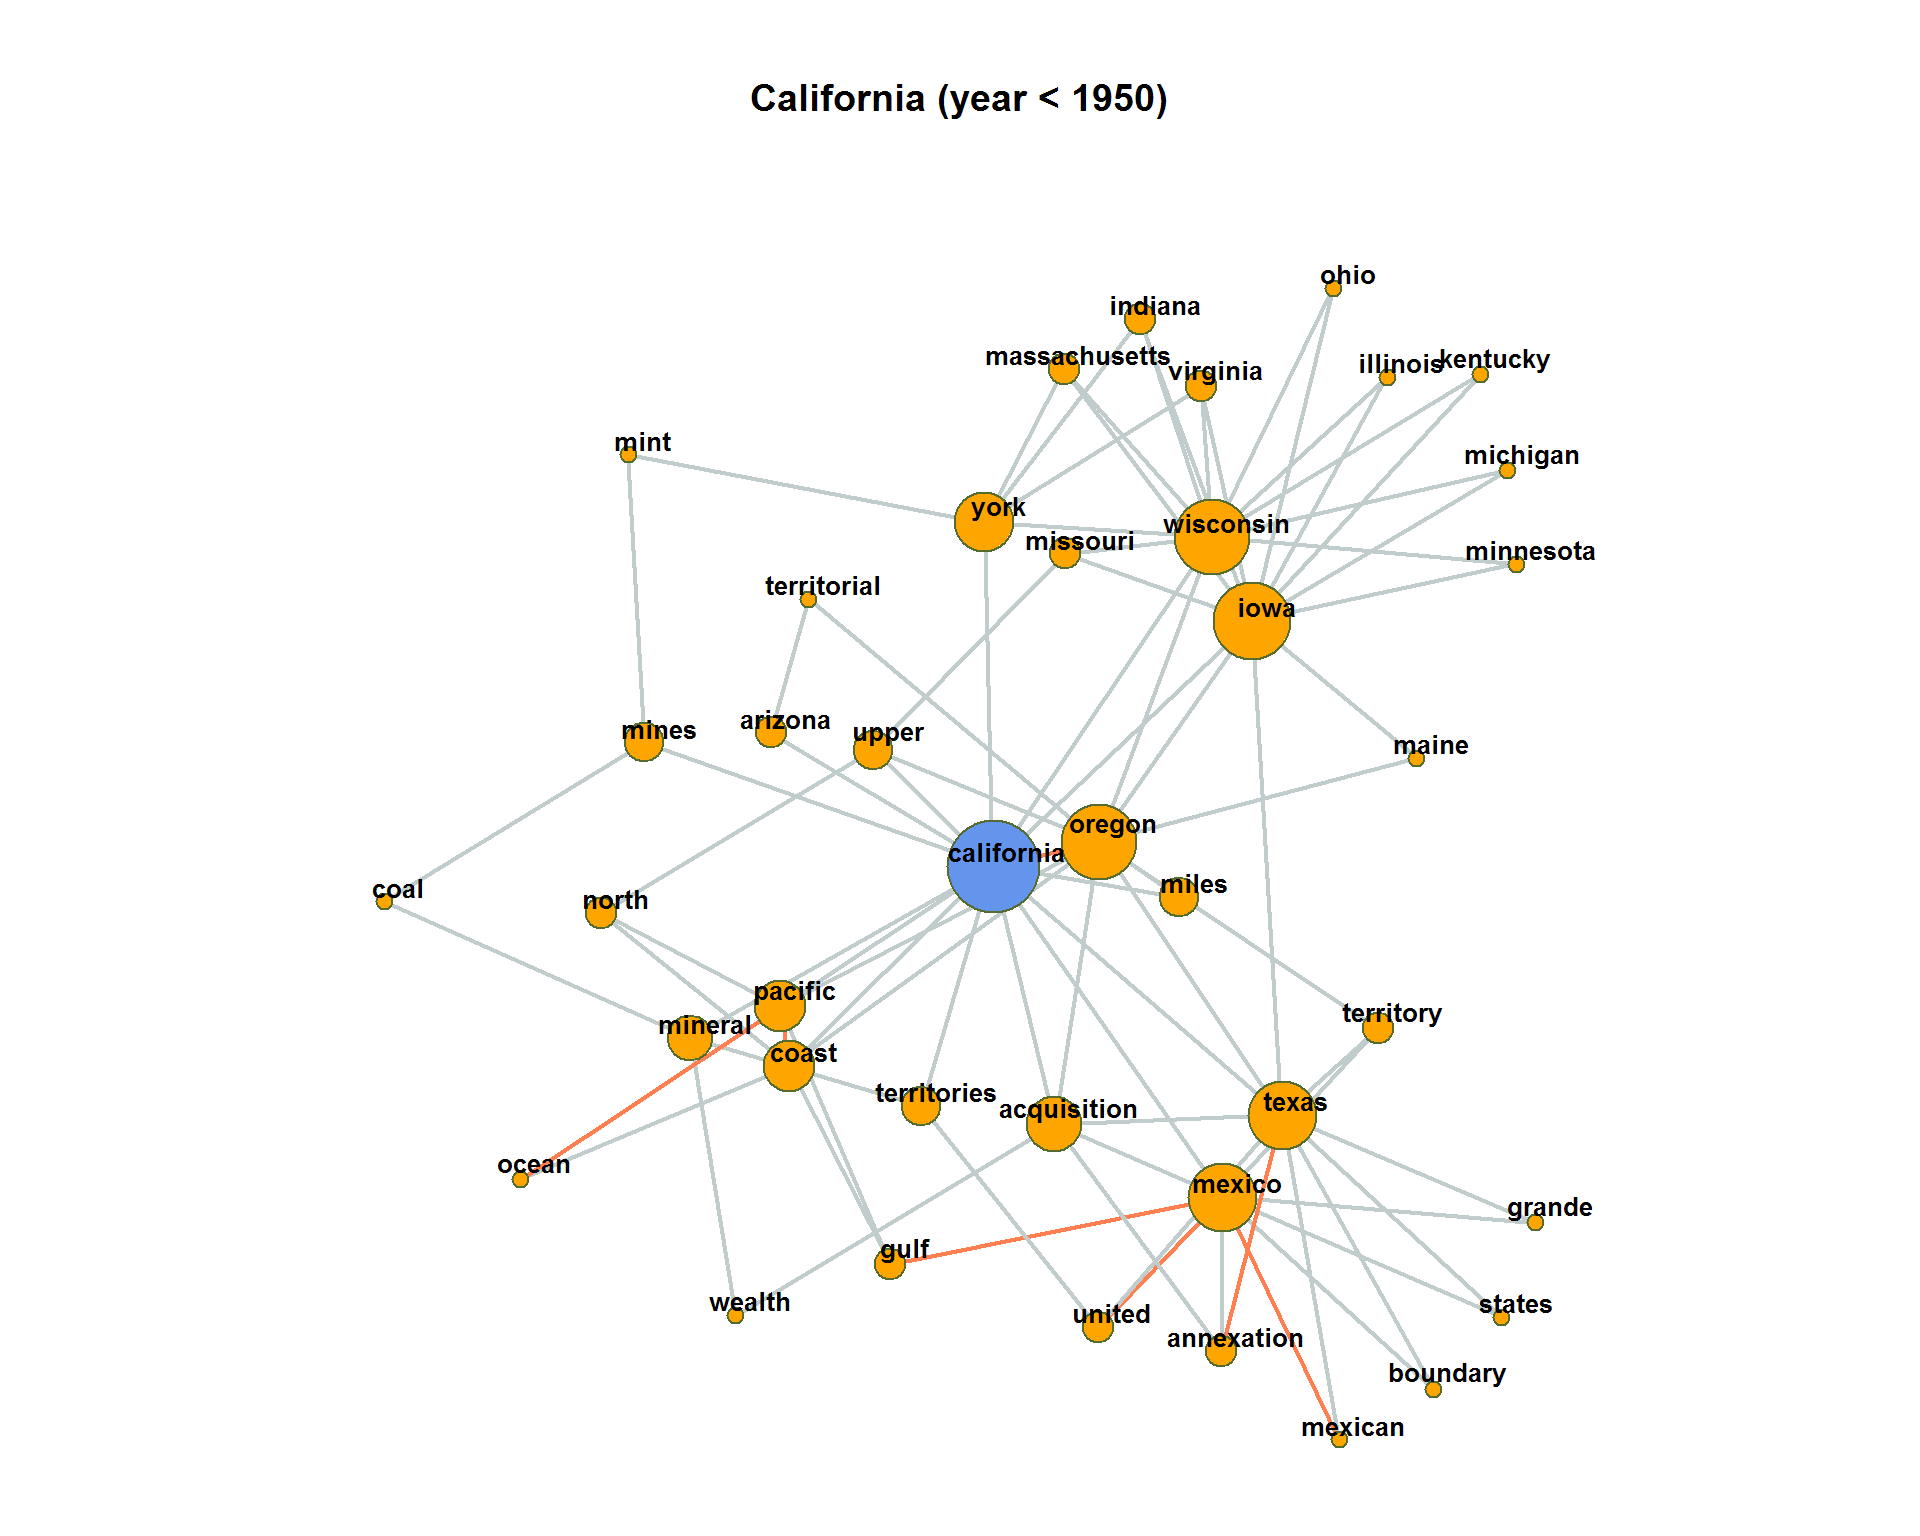 California (year < 1950)
ohio
indiana
massachusetts
virginia
illinois
kentucky
mint
michigan
york
wisconsin
missouri
minnesota
territorial
iowa
mines
arizona
upper
maine
oregon
california
coal
north
miles
pacific
mineral
territory
coast
territories
acquisition
texas
ocean
mexico
grande
gulf
wealth
united
states
annexation
boundary
mexican